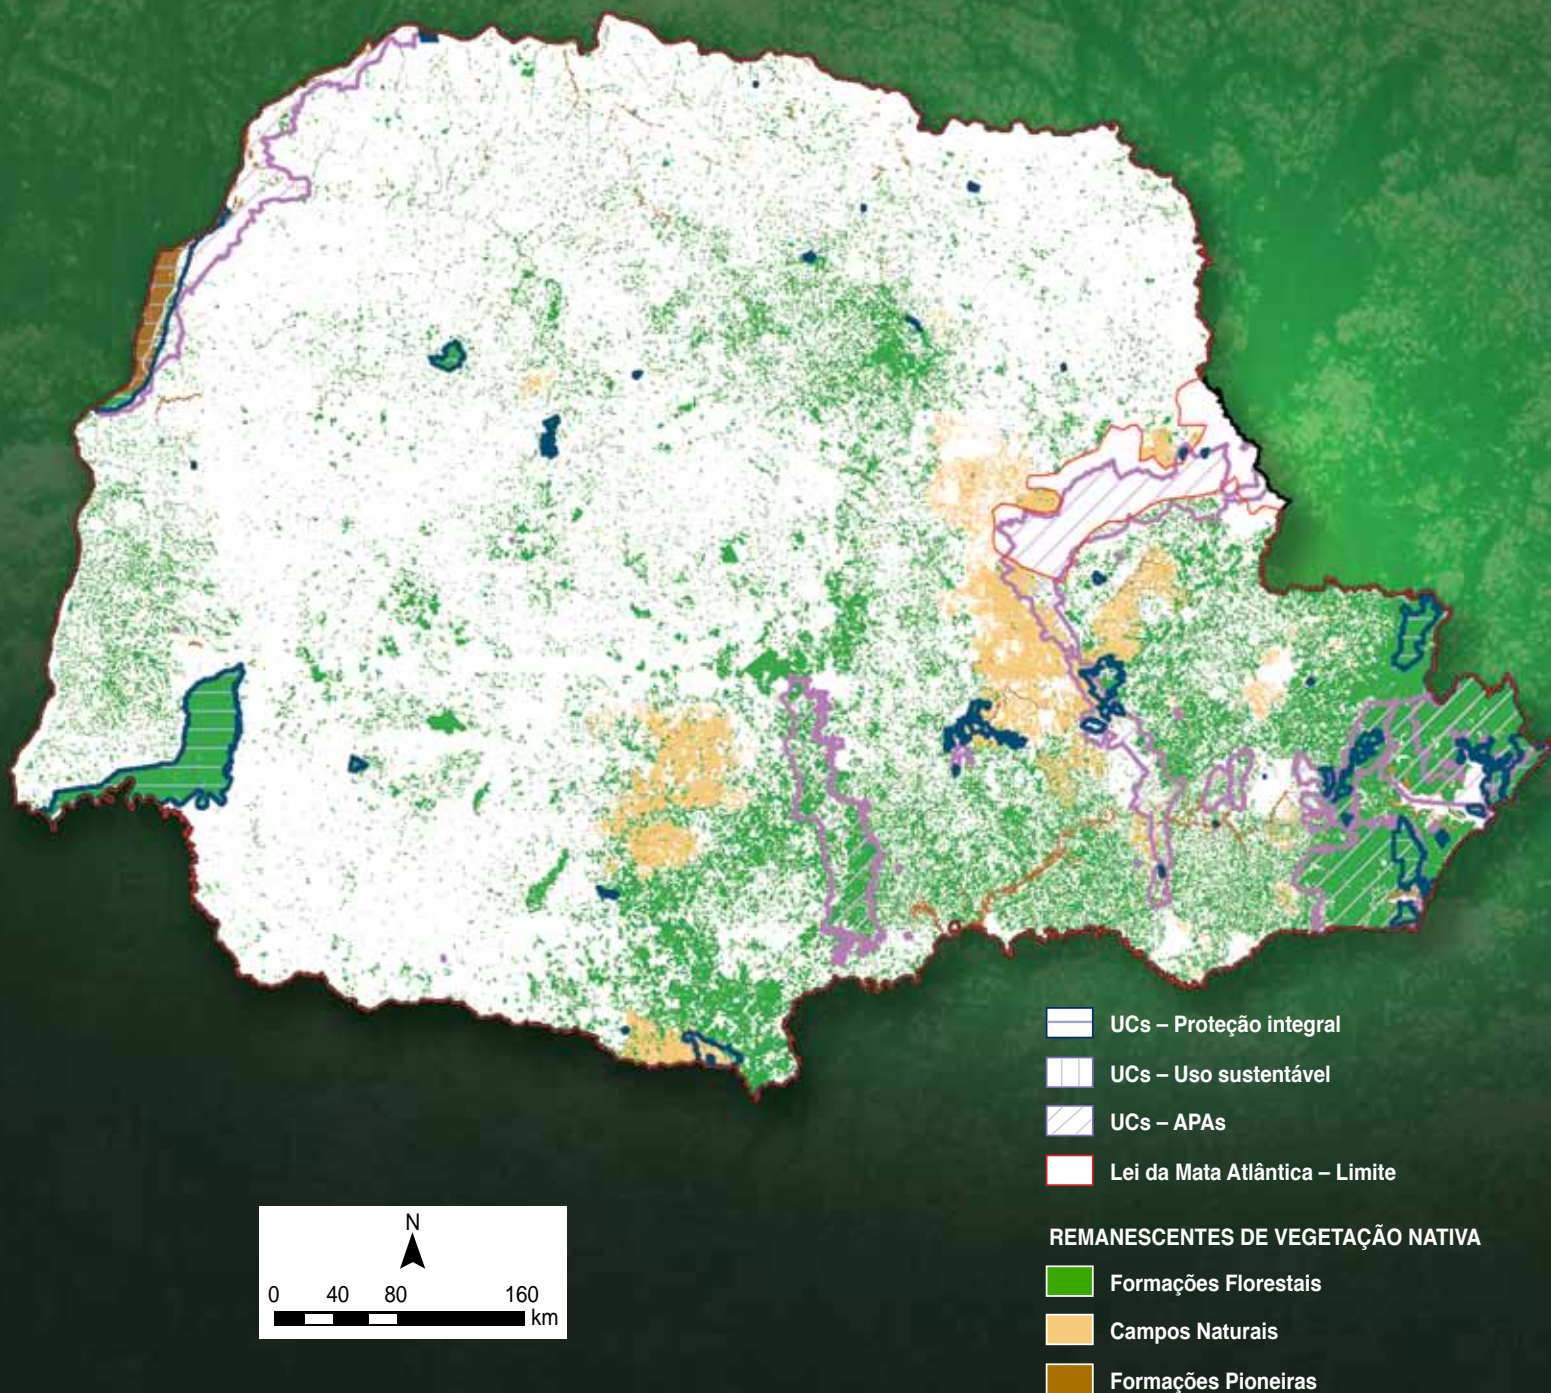 UCs – Proteção integral
UCs – Uso sustentável
UCs – APAs
Lei da Mata Atlântica – Limite
REMANESCENTES DE VEGETAÇÃO NATIVA
Formações Florestais
Campos Naturais
Formações Pioneiras
N
0 40 80 160
km